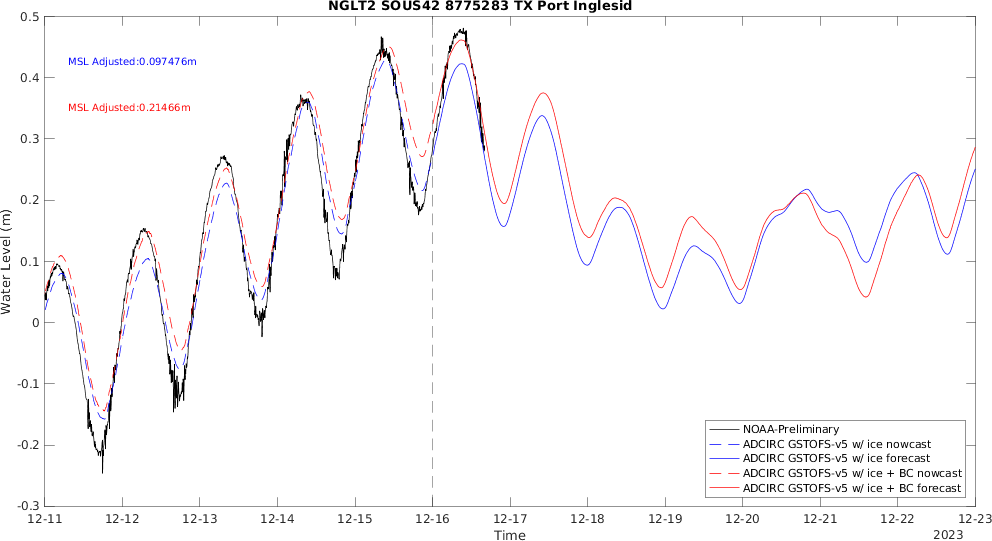 NGLT2 SOUS42 8775283 TX Port Inglesid
0.5
0.4
0.3
0.2
0.1
0
-0.1
-0.2
-0.3
Water Level (m)
MSL Adjusted:0.097476m
MSL Adjusted:0.21466m
NOAA-Preliminary
ADCIRC GSTOFS-v5 w/ ice nowcast
ADCIRC GSTOFS-v5 w/ ice forecast
ADCIRC GSTOFS-v5 w/ ice + BC nowcast
ADCIRC GSTOFS-v5 w/ ice + BC forecast
12-11 12-12 12-13 12-14 12-15 12-16 12-17 12-18 12-19 12-20 12-21 12-22 12-23
Time
2023